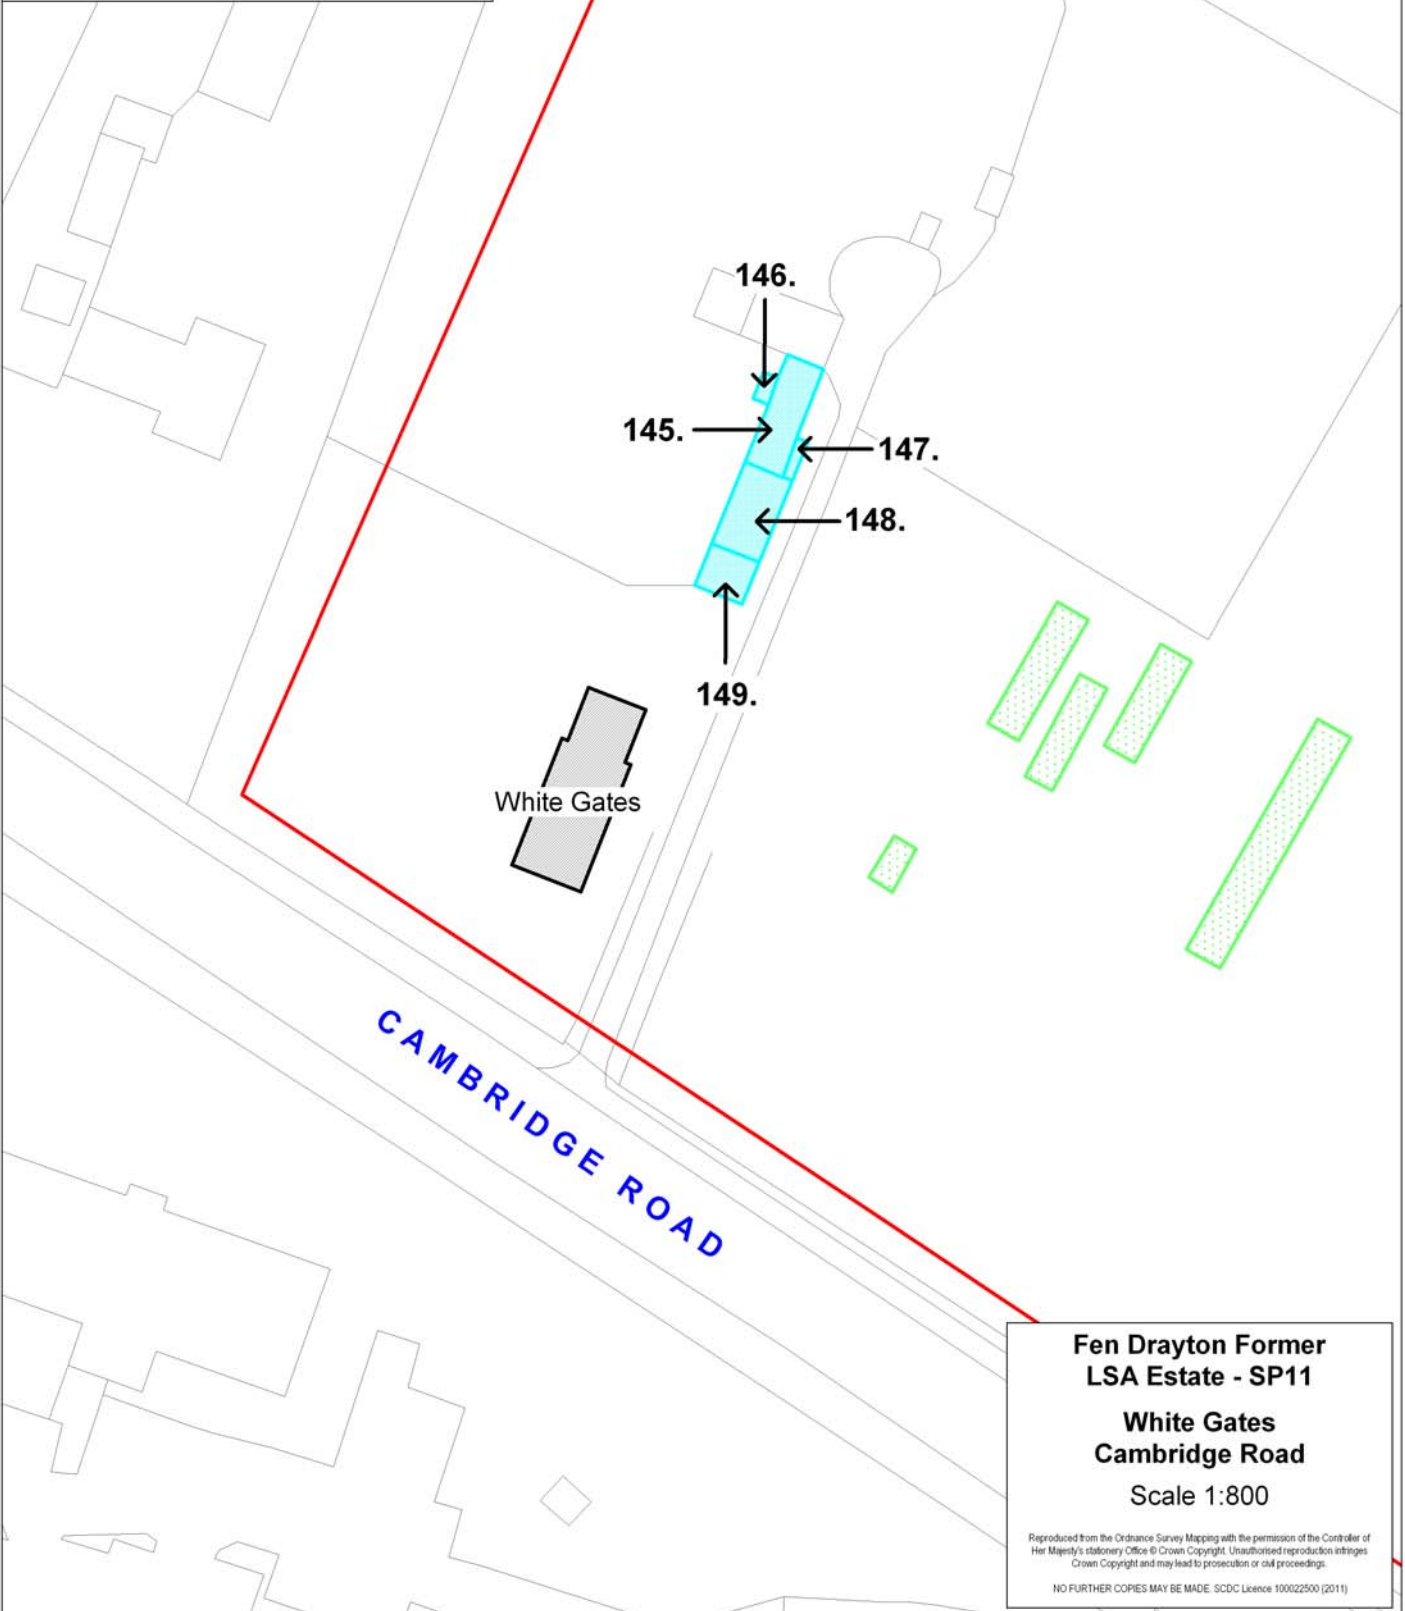 146.
145.
147.
148.
149.
White Gates
CAMBRIDGE ROAD
Fen Drayton Former
LSA Estate - SP11
White Gates
Cambridge Road
Scale 1:800
Reproduced from the Ordnance Survey Mapping with the permission of the Controller of
Her Majesty's stationery Office © Crown Copyright. Unauthorised reproduction infringes
Crown Copyright and may lead to prosecution or civil proceedings.
NO FURTHER COPIES MAY BE MADE. SCDC Licence 100022500 (2011)